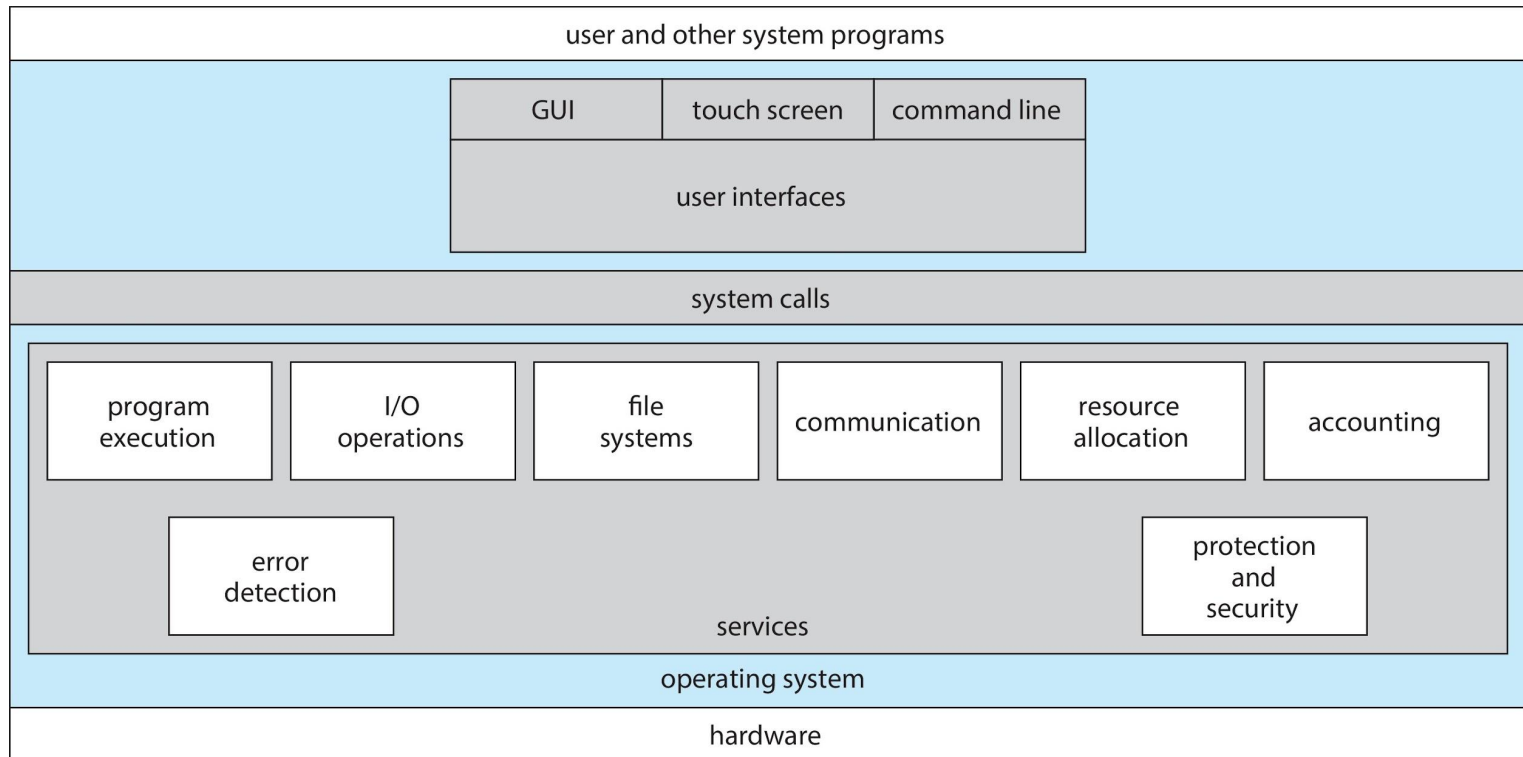 user and other system programs
GUI
touch screen
command line
user interfaces
system calls
program
execution
I/O
operations
file
systems
communication
resource
allocation
accounting
error
detection
protection
and
security
services
operating system
hardware